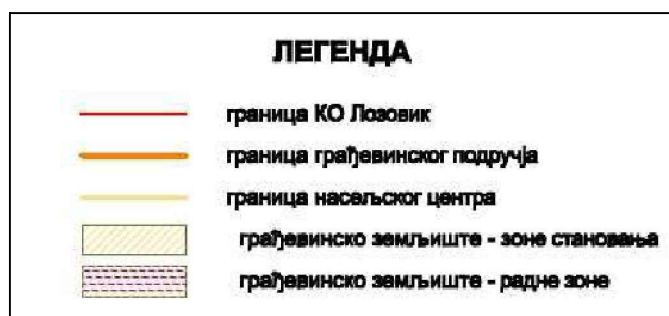 ЛЕГЕНДА
граница КО Лозовик
граница грађевинског подручја
граница насељског центра
грађевинско земљиште - зоне становања
грађевинско земљиште - радне зоне